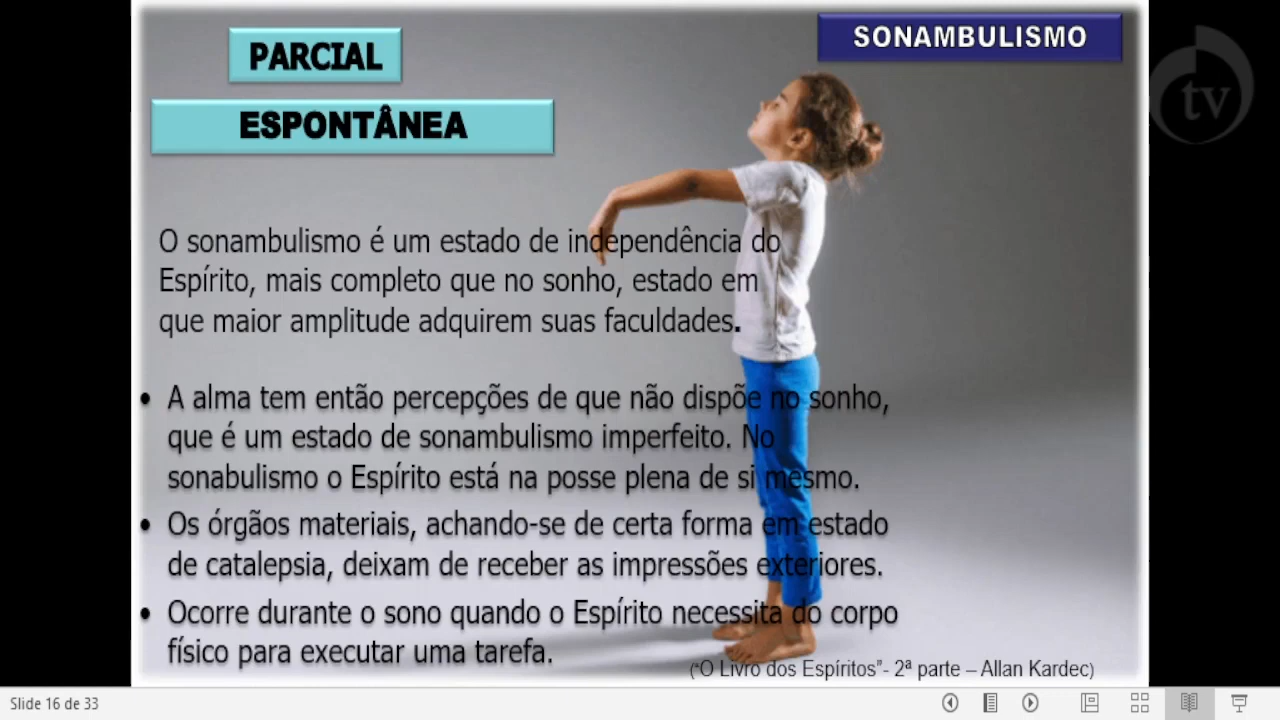 PARCIAL
SONAMBULISMO
ESPONTÂNEA
tv
O sonambulismo é um estado de independência do
Espírito, mais completo que no sonho, estado em
que maior amplitude adquirem suas faculdades.
• A alma tem então percepções de que não dispõe no sonho,
que é um estado de sonambulismo imperfeito. No
sonabulismo o Espírito está na posse plena de si mesmo.
• Os órgãos materiais, achando-se de certa forma em estado
de catalepsia, deixam de receber as impressões exteriores.
• Ocorre durante o sono quando o Espírito necessita do corpo
físico para executar uma tarefa.
("O Livro dos Espíritos"- 2ª parte – Allan Kardec)
Slide 16 de 33